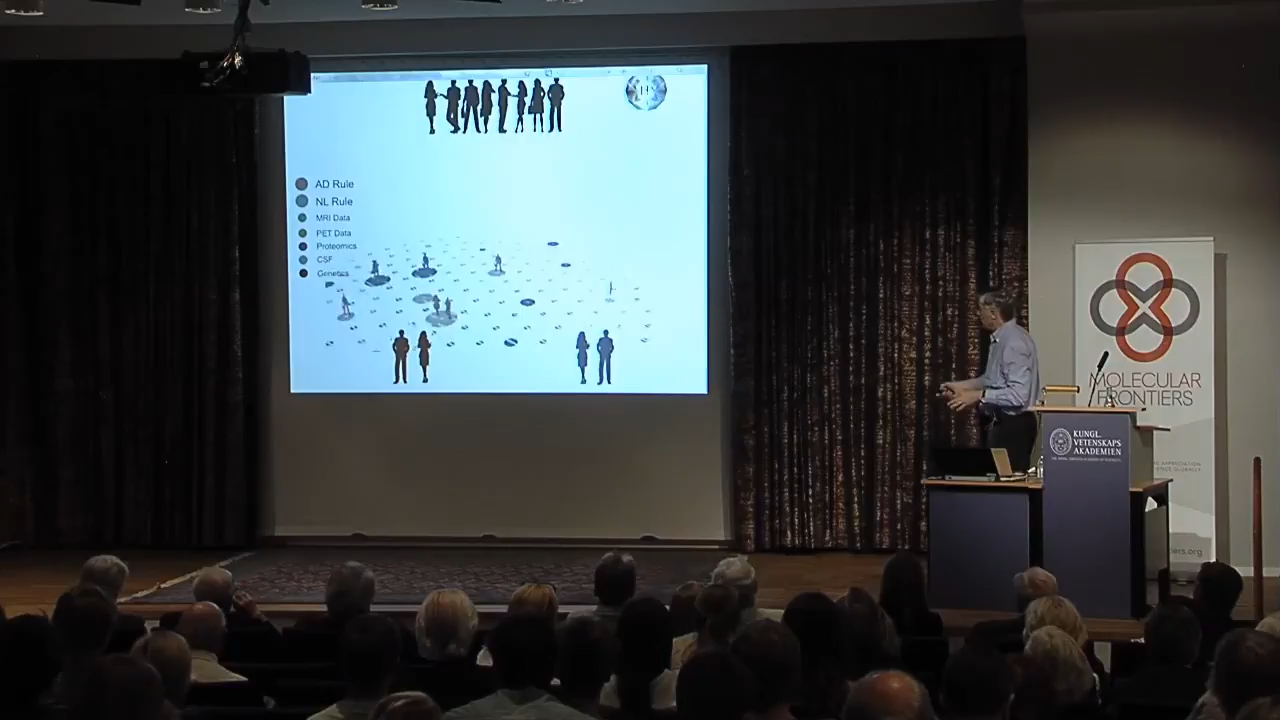 AD Rule
NL Rule
MRI Data
PET Data
Proteomics
CSF
Genetics
MOLECULAR
FRONTIERS
KUNGL.
VETENSKAPS
AKADEMIEN